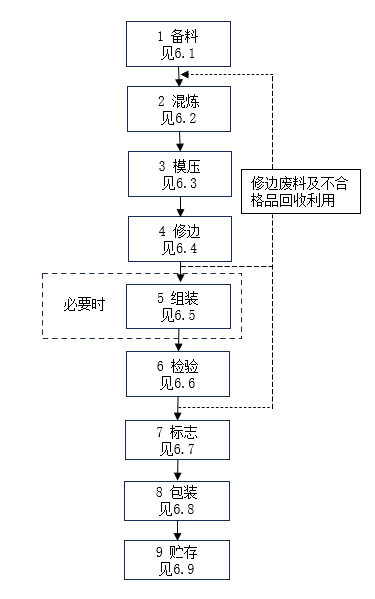 1 备料
见6.1
2 混炼
见6.2
3 模压
见6.3
修边废料及不合
格品回收利用
4 修边
见6.4
必要时
5 组装
见6.5
6 检验
见6.6
7 标志
见6.7
8 包装
见6.8
9 贮存
见6.9